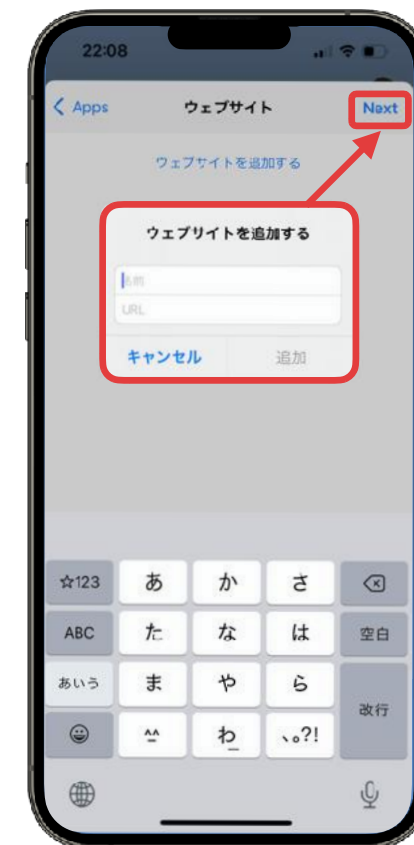 22:08
Apps
ウェブサイト
Next
ウェブサイトを追加する
ウェブサイトを追加する
名前
URL
キャンセル
追加
☆123
あ
か
さ
ABC
た
な
は
空白
あいう
ま
や
ら
改行
^^
わ
、。?!